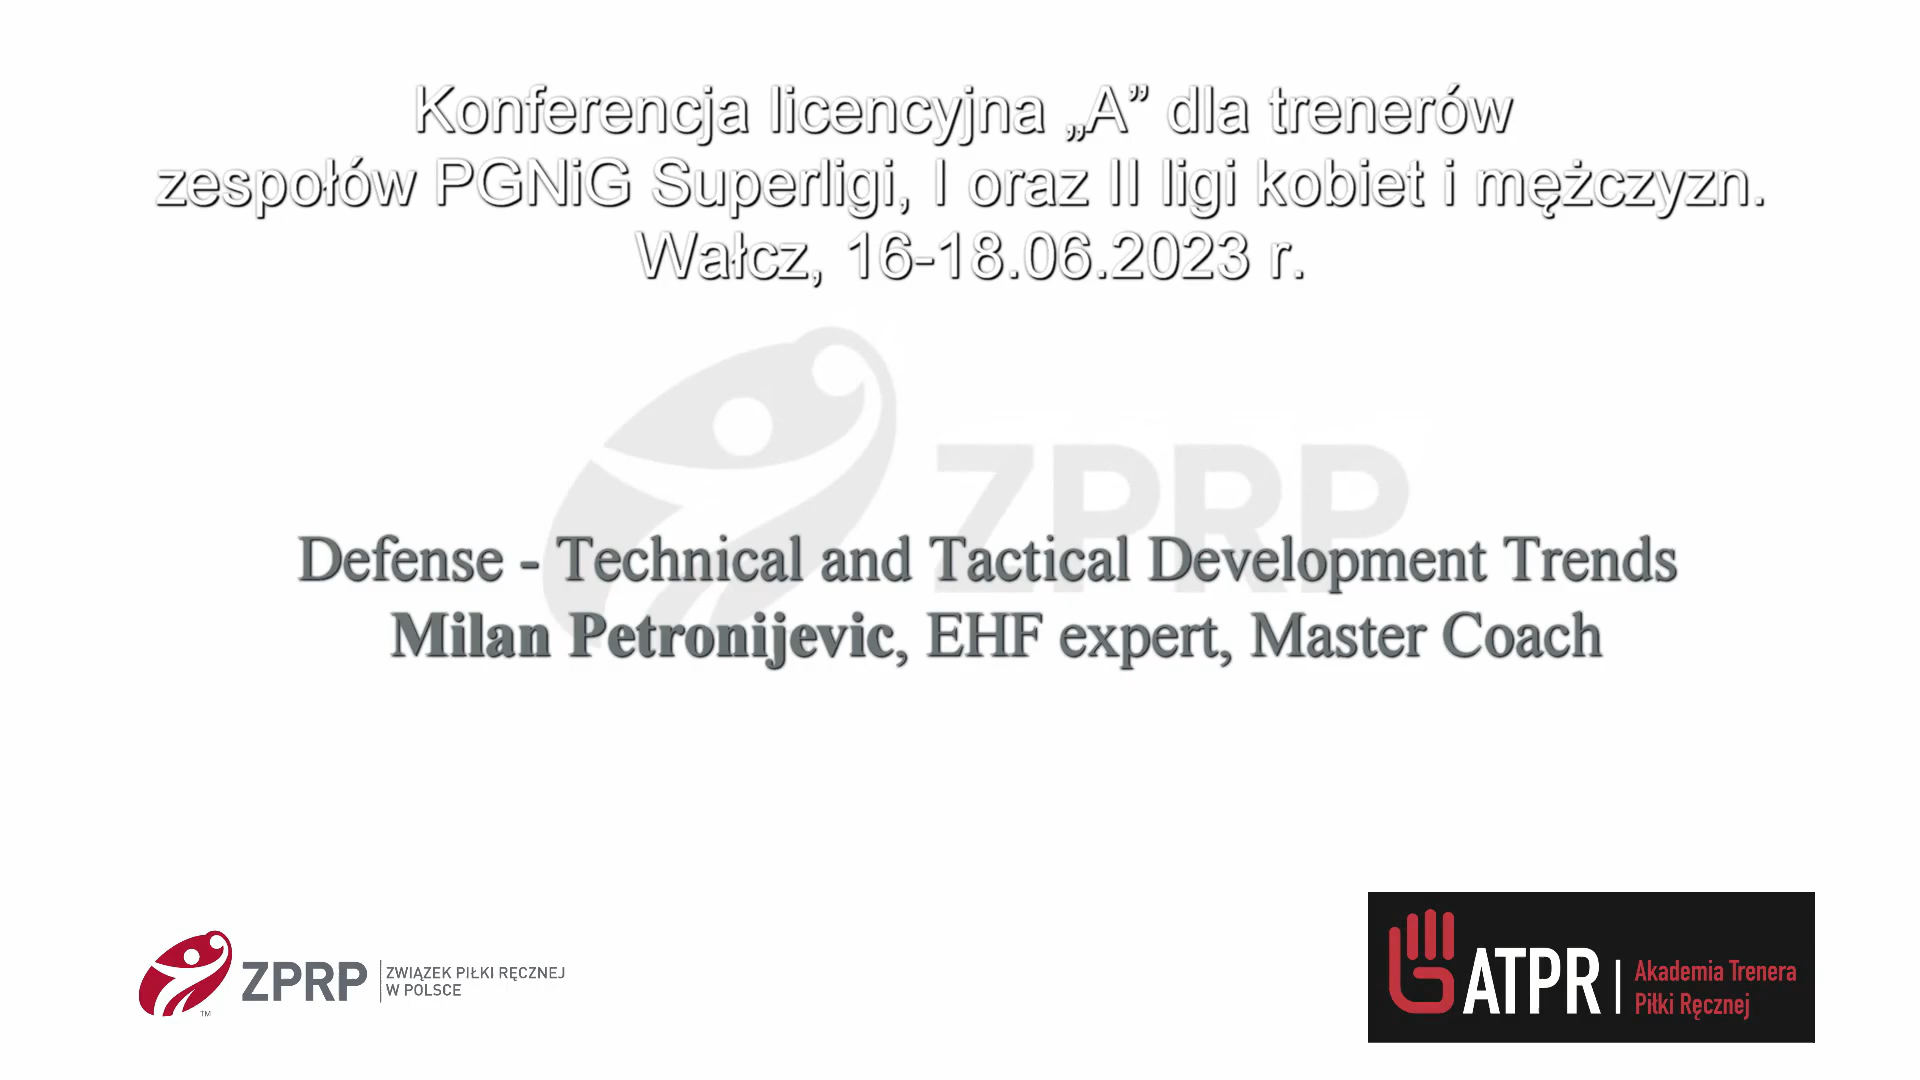 Konferencja licencyjna „A” dla trenerów
zespołów PGNiG Superligi, I oraz II ligi kobiet i mężczyzn.
Wałcz, 16-18.06.2023 r.
ZPRP
Defense - Technical and Tactical Development Trends
Milan Petronijevic, EHF expert, Master Coach
ZPRP
ZWIĄZEK PIŁKI RĘCZNEJ
W POLSCE
TM
ATPR
Akademia Trenera
Piłki Ręcznej